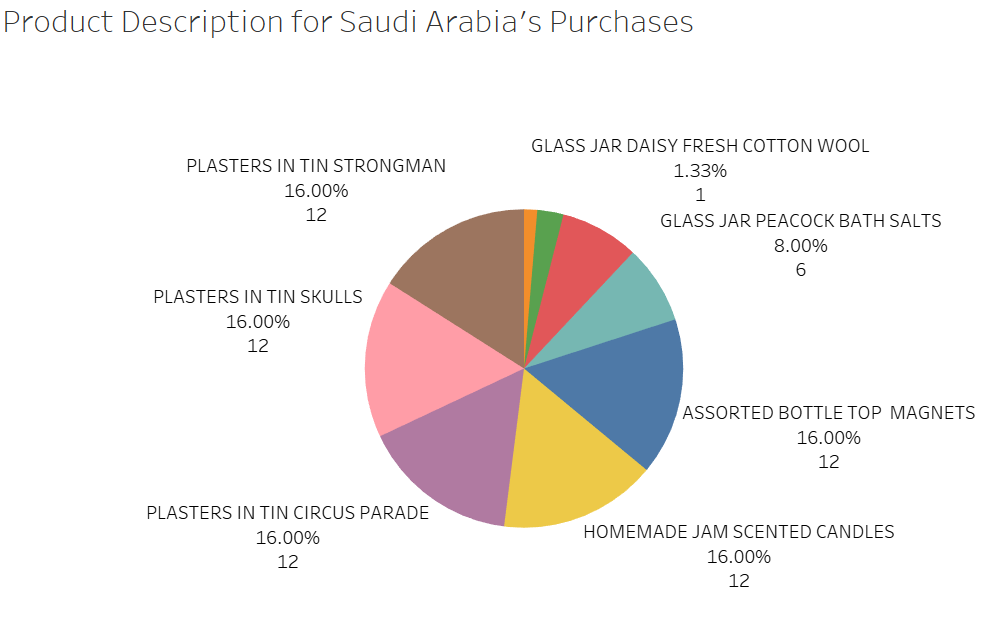 Product Description for Saudi Arabia's Purchases
GLASS JAR DAISY FRESH COTTON WOOL
1.33%
1
PLASTERS IN TIN STRONGMAN
16.00%
12
GLASS JAR PEACOCK BATH SALTS
8.00%
6
PLASTERS IN TIN SKULLS
16.00%
12
ASSORTED BOTTLE TOP  MAGNETS
16.00%
12
PLASTERS IN TIN CIRCUS PARADE
16.00%
12
HOMEMADE JAM SCENTED CANDLES
16.00%
12